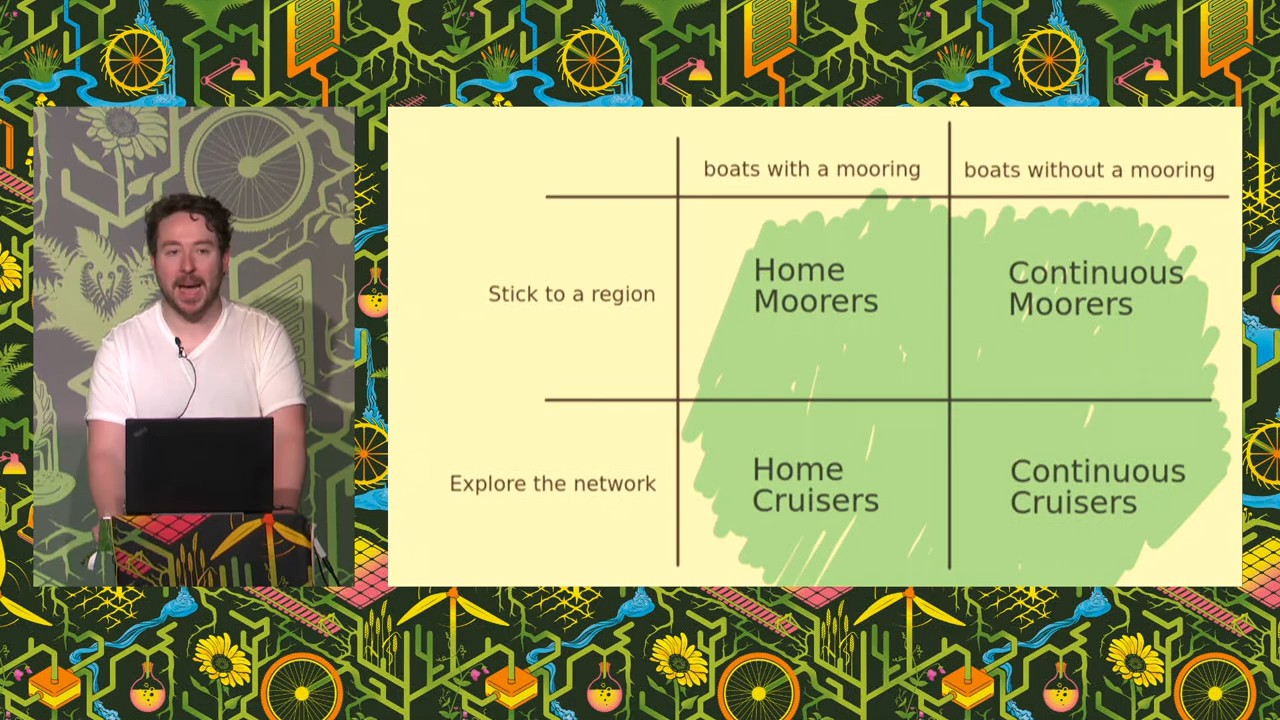 boats with a mooring
boats without a mooring
Stick to a region
Home
Moorers
Continuous
Moorers
Explore the network
Home
Cruisers
Continuous
Cruisers